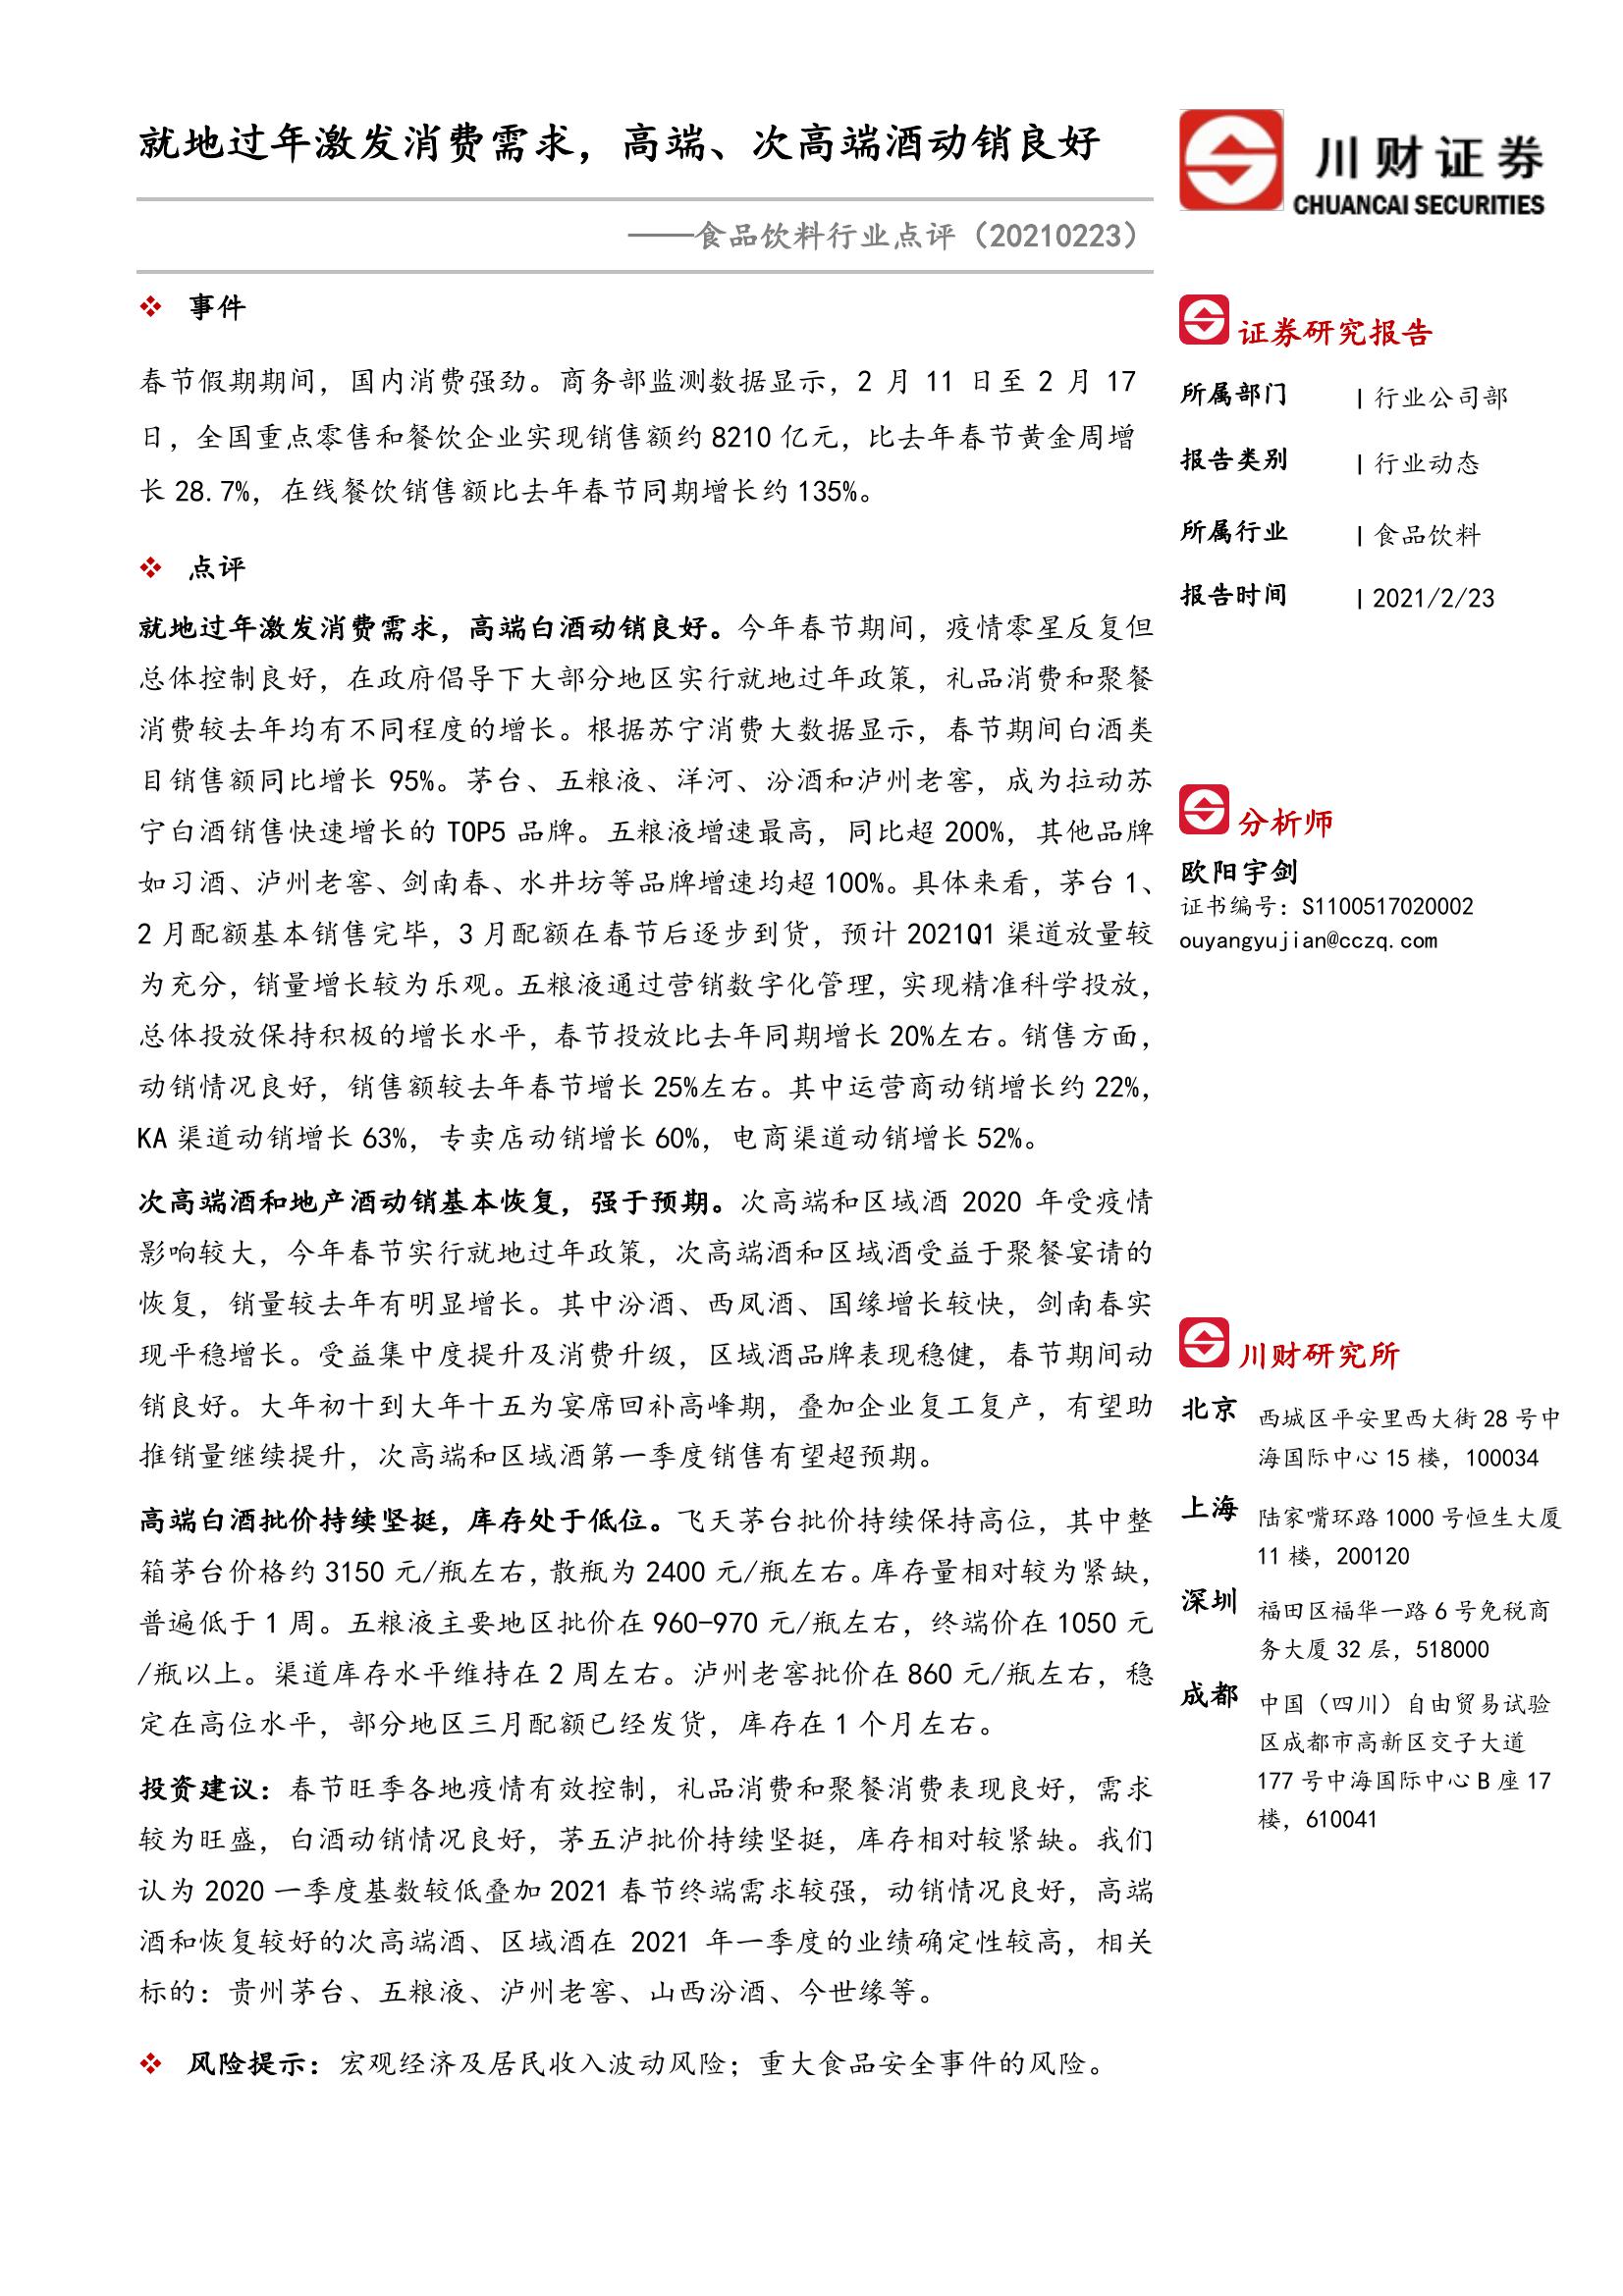 就地过年激发消费需求，高端、次高端酒动销良好
——食品饮料行业点评（20210223）
❖ 事件
春节假期期间，国内消费强劲。商务部监测数据显示，2 月 11 日至 2 月 17
日，全国重点零售和餐饮企业实现销售额约 8210 亿元，比去年春节黄金周增
长 28.7%，在线餐饮销售额比去年春节同期增长约 135%。
❖ 点评
就地过年激发消费需求，高端白酒动销良好。今年春节期间，疫情零星反复但
总体控制良好，在政府倡导下大部分地区实行就地过年政策，礼品消费和聚餐
消费较去年均有不同程度的增长。根据苏宁消费大数据显示，春节期间白酒类
目销售额同比增长 95%。茅台、五粮液、洋河、汾酒和泸州老窖，成为拉动苏
宁白酒销售快速增长的 TOP5 品牌。五粮液增速最高，同比超 200%，其他品牌
如习酒、泸州老窖、剑南春、水井坊等品牌增速均超 100%。具体来看，茅台 1、
2 月配额基本销售完毕，3 月配额在春节后逐步到货，预计 2021Q1 渠道放量较
为充分，销量增长较为乐观。五粮液通过营销数字化管理，实现精准科学投放，
总体投放保持积极的增长水平，春节投放比去年同期增长 20%左右。销售方面，
动销情况良好，销售额较去年春节增长 25%左右。其中运营商动销增长约 22%，
KA 渠道动销增长 63%，专卖店动销增长 60%，电商渠道动销增长 52%。
次高端酒和地产酒动销基本恢复，强于预期。次高端和区域酒 2020 年受疫情
影响较大，今年春节实行就地过年政策，次高端酒和区域酒受益于聚餐宴请的
恢复，销量较去年有明显增长。其中汾酒、西凤酒、国缘增长较快，剑南春实
现平稳增长。受益集中度提升及消费升级，区域酒品牌表现稳健，春节期间动
销良好。大年初十到大年十五为宴席回补高峰期，叠加企业复工复产，有望助
推销量继续提升，次高端和区域酒第一季度销售有望超预期。
高端白酒批价持续坚挺，库存处于低位。飞天茅台批价持续保持高位，其中整
箱茅台价格约 3150 元/瓶左右，散瓶为 2400 元/瓶左右。库存量相对较为紧缺，
普遍低于 1 周。五粮液主要地区批价在 960-970 元/瓶左右，终端价在 1050 元
/瓶以上。渠道库存水平维持在 2 周左右。泸州老窖批价在 860 元/瓶左右，稳
定在高位水平，部分地区三月配额已经发货，库存在 1 个月左右。
投资建议：春节旺季各地疫情有效控制，礼品消费和聚餐消费表现良好，需求
较为旺盛，白酒动销情况良好，茅五泸批价持续坚挺，库存相对较紧缺。我们
认为 2020 一季度基数较低叠加 2021 春节终端需求较强，动销情况良好，高端
酒和恢复较好的次高端酒、区域酒在 2021 年一季度的业绩确定性较高，相关
标的：贵州茅台、五粮液、泸州老窖、山西汾酒、今世缘等。
❖ 风险提示：宏观经济及居民收入波动风险；重大食品安全事件的风险。
川财证券
CHUANCAI SECURITIES
证券研究报告
所属部门 | 行业公司部
报告类别 | 行业动态
所属行业 | 食品饮料
报告时间 | 2021/2/23
分析师
欧阳宇剑
证书编号：S1100517020002
ouyangyujian@cczq.com
川财研究所
北京 西城区平安里西大街 28 号中
海国际中心 15 楼，100034
上海 陆家嘴环路 1000 号恒生大厦
11 楼，200120
深圳 福田区福华一路 6 号免税商
务大厦 32 层，518000
成都 中国（四川）自由贸易试验
区成都市高新区交子大道
177 号中海国际中心 B 座 17
楼，610041